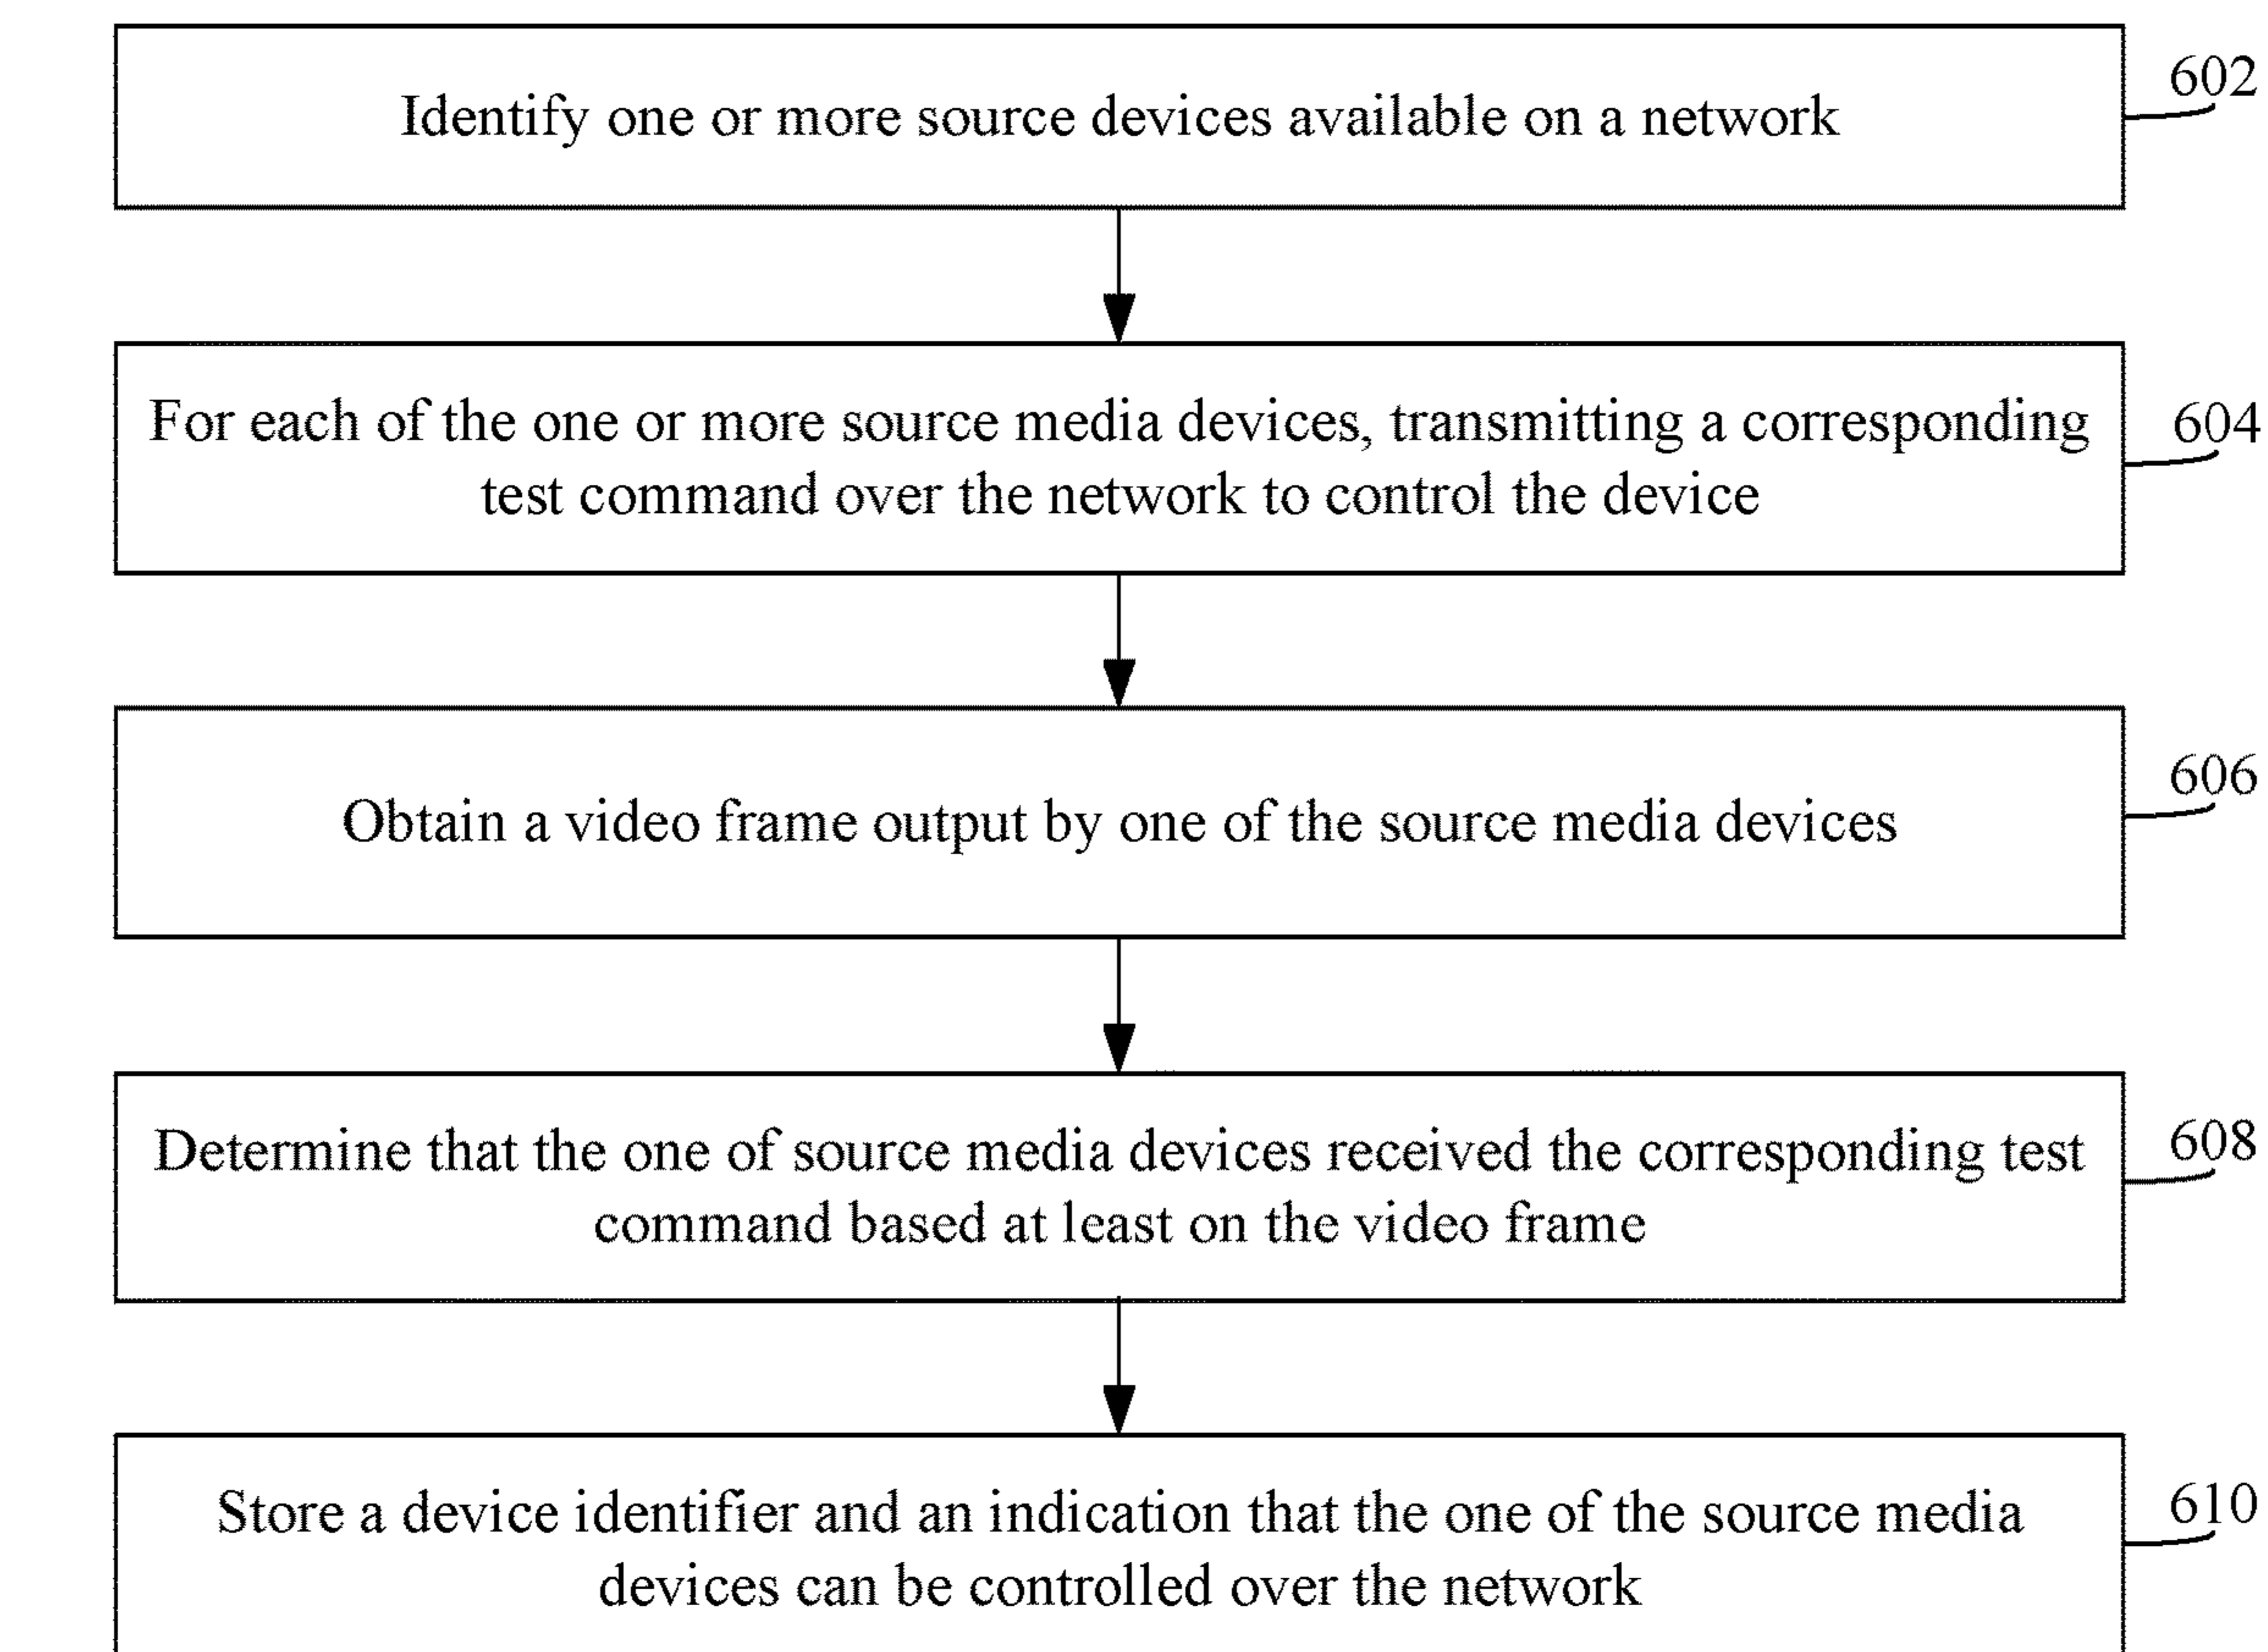 Identify one or more source devices available on a network
602
For each of the one or more source media devices, transmitting a corresponding
test command over the network to control the device
604
Obtain a video frame output by one of the source media devices
606
Determine that the one of source media devices received the corresponding test
command based at least on the video frame
608
Store a device identifier and an indication that the one of the source media
devices can be controlled over the network
610